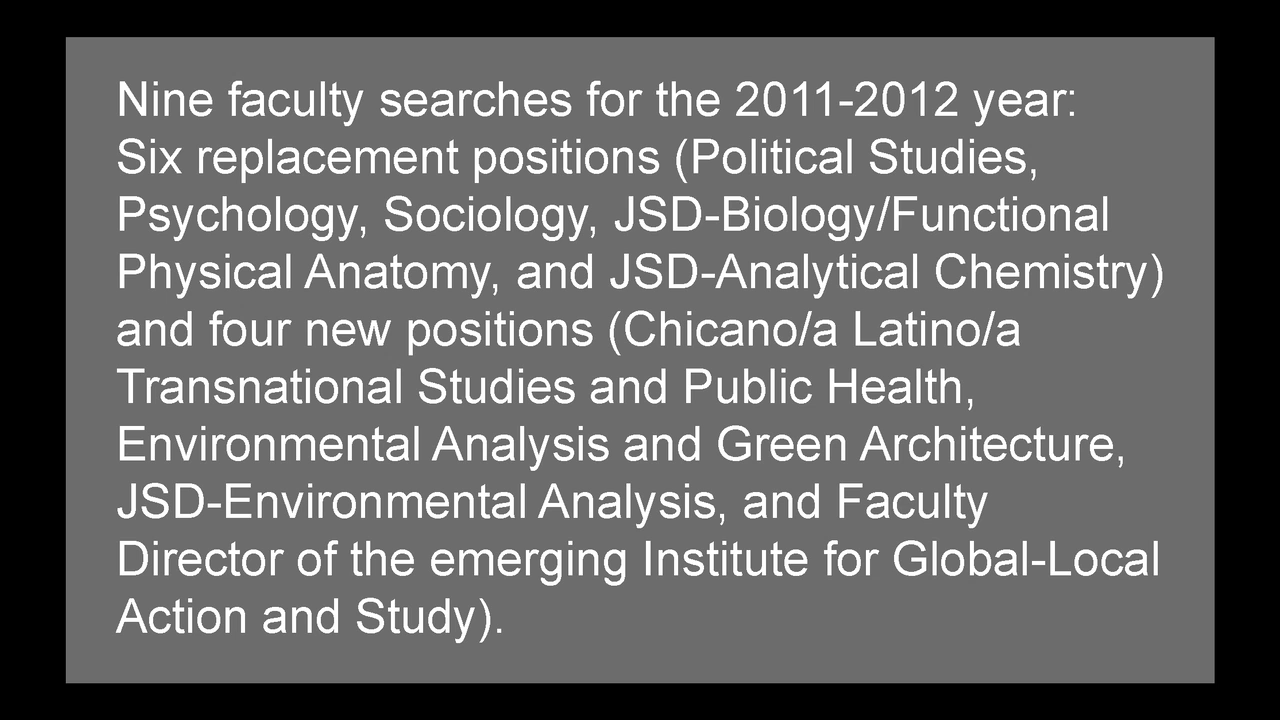 Nine faculty searches for the 2011-2012 year:
Six replacement positions (Political Studies,
Psychology, Sociology, JSD-Biology/Functional
Physical Anatomy, and JSD-Analytical Chemistry)
and four new positions (Chicano/a Latino/a
Transnational Studies and Public Health,
Environmental Analysis and Green Architecture,
JSD-Environmental Analysis, and Faculty
Director of the emerging Institute for Global-Local
Action and Study).